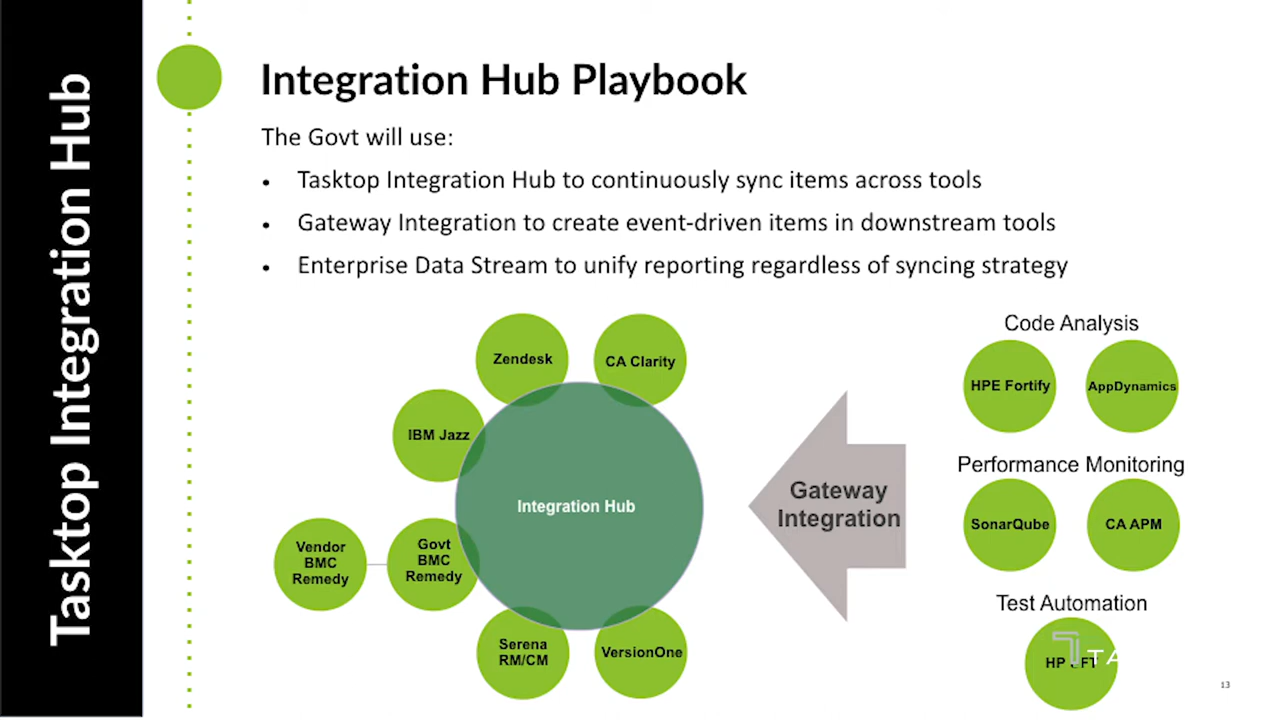 Tasktop Integration Hub
Integration Hub Playbook
The Govt will use:
• Tasktop Integration Hub to continuously sync items across tools
• Gateway Integration to create event-driven items in downstream tools
• Enterprise Data Stream to unify reporting regardless of syncing strategy
Zendesk
CA Clarity
IBM Jazz
Integration Hub
Vendor
BMC
Remedy
Govt
BMC
Remedy
Serena
RM/CM
VersionOne
Gateway
Integration
Code Analysis
HPE Fortify
AppDynamics
Performance Monitoring
SonarQube
CA APM
Test Automation
HP
13